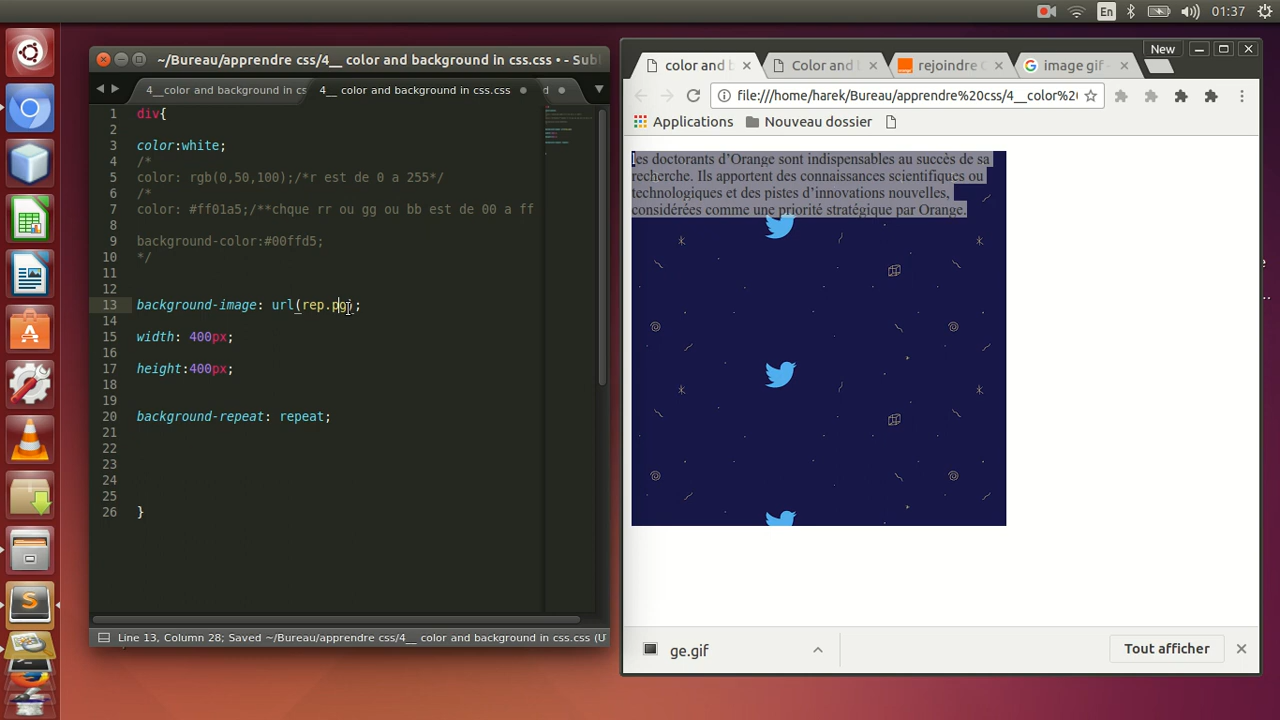 En
01:37
~/Bureau/apprendre css/4__ color and background in css.css • - Subl
4__color and background in cs
4__ color and background in css.css
d
1 div{
2
3 color:white;
4 /*
5 color: rgb(0,50,100);/*r est de 0 a 255*/
6 /*
7 color: #ff01a5;/**chque rr ou gg ou bb est de 00 a ff
8
9 background-color:#00ffd5;
10 */
11
12
13 background-image: url(rep.pg);
14
15 width: 400px;
16
17 height:400px;
18
19
20 background-repeat: repeat;
21
22
23
24
25
26 }
Line 13, Column 28; Saved ~/Bureau/apprendre css/4__ color and background in css.css (U
New
color and b
Color and
rejoindre O
image gif -
file:///home/harek/Bureau/apprendre%20css/4__color%2
Applications
Nouveau dossier
les doctorants d’Orange sont indispensables au succès de sa
recherche. Ils apportent des connaissances scientifiques ou
technologiques et des pistes d’innovations nouvelles,
considérées comme une priorité stratégique par Orange.
ge.gif
Tout afficher